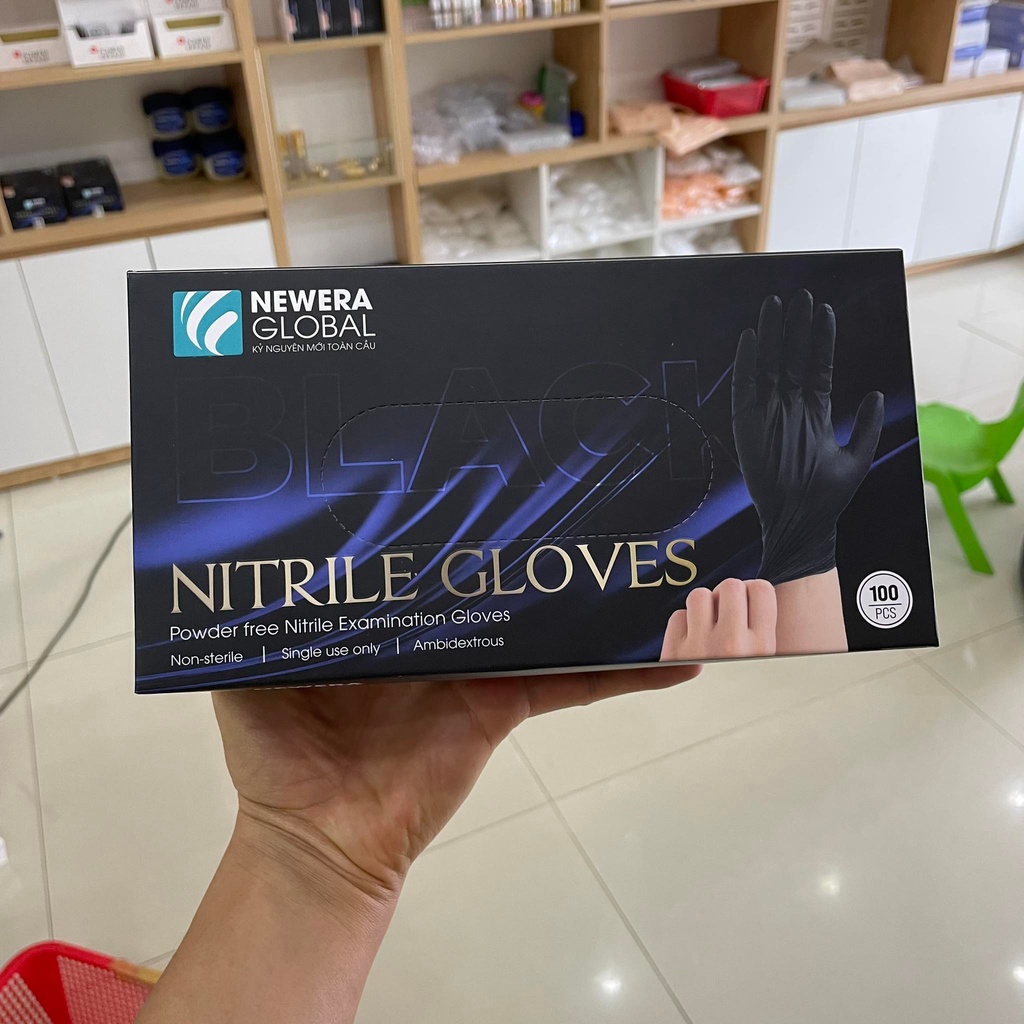 NEWERA
GLOBAL
KỶ NGUYÊN MỚI TOÀN CẦU
BLACK
NITRILE GLOVES
Powder free Nitrile Examination Gloves
Non-sterile | Single use only | Ambidextrous
100
PCS